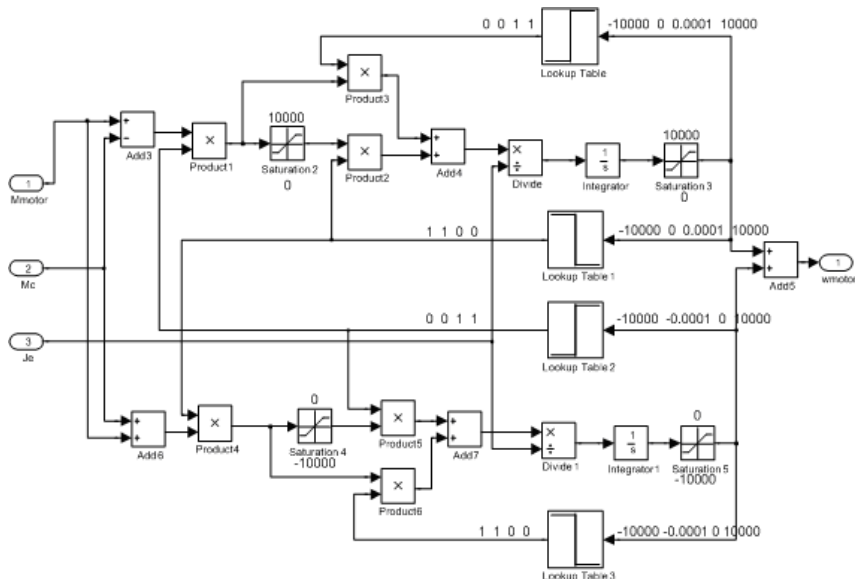 0 0 1 1
-10000 0 0.0001 10000
Lookup Table
×
Product3
+
−
Add3
×
Product1
10000
Saturation 2
0
×
Product2
+
+
Add4
×
÷
Divide
1
s
Integrator
10000
Saturation 3
0
1
Mmotor
1 1 0 0
-10000 0 0.0001 10000
Lookup Table 1
2
Mc
+
+
Add5
1
wmotor
0 0 1 1
-10000 -0.0001 0 10000
Lookup Table 2
3
Je
+
+
Add6
×
Product4
0
Saturation 4
-10000
×
Product5
+
+
Add7
×
÷
Divide 1
1
s
Integrator1
0
Saturation 5
-10000
×
Product6
1 1 0 0
-10000 -0.0001 0 10000
Lookup Table 3